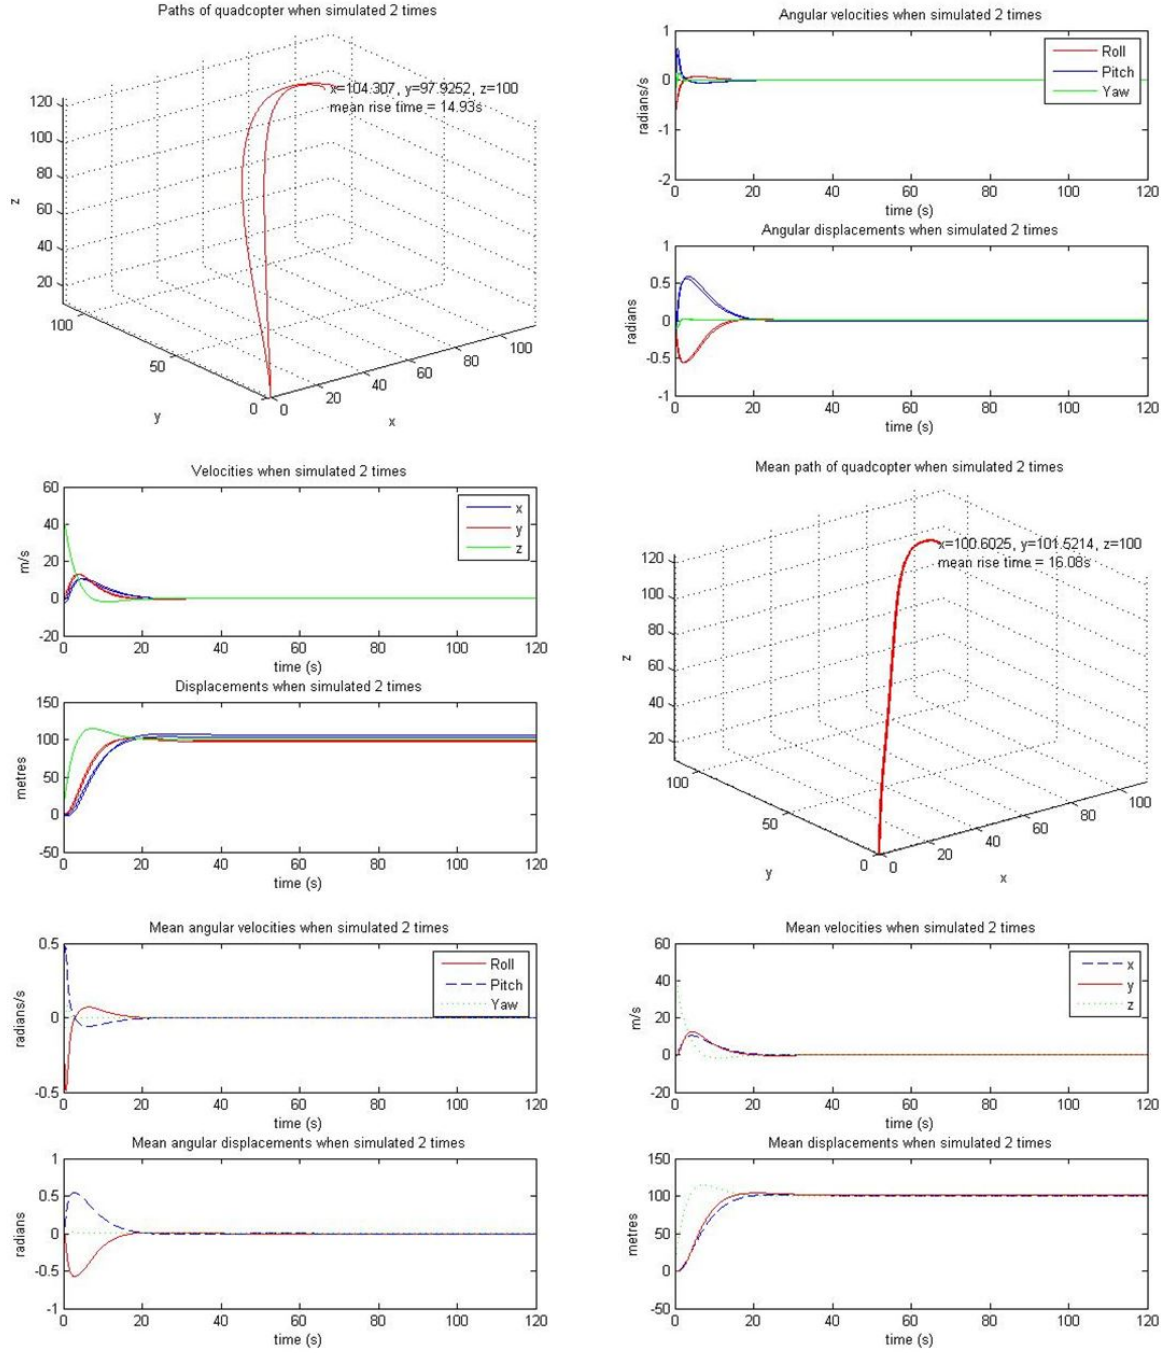 Paths of quadcopter when simulated 2 times
x=104.307, y=97.9252, z=100
mean rise time = 14.93s
120
100
80
60
40
20
z
100
50
0
y
0
20
40
60
80
100
x
Angular velocities when simulated 2 times
1
0
-1
-2
radians/s
Roll
Pitch
Yaw
0 20 40 60 80 100 120
time (s)
Angular displacements when simulated 2 times
1
0.5
0
-0.5
-1
radians
0 20 40 60 80 100 120
time (s)
Velocities when simulated 2 times
60
40
20
0
-20
m/s
x
y
z
0 20 40 60 80 100 120
time (s)
Displacements when simulated 2 times
150
100
50
0
-50
metres
0 20 40 60 80 100 120
time (s)
Mean path of quadcopter when simulated 2 times
x=100.6025, y=101.5214, z=100
mean rise time = 16.08s
120
100
80
60
40
20
z
100
50
0
y
0
20
40
60
80
100
x
Mean angular velocities when simulated 2 times
0.5
0
-0.5
radians/s
Roll
Pitch
Yaw
0 20 40 60 80 100 120
time (s)
Mean angular displacements when simulated 2 times
1
0.5
0
-0.5
-1
radians
0 20 40 60 80 100 120
time (s)
Mean velocities when simulated 2 times
60
40
20
0
-20
m/s
x
y
z
0 20 40 60 80 100 120
time (s)
Mean displacements when simulated 2 times
150
100
50
0
-50
metres
0 20 40 60 80 100 120
time (s)